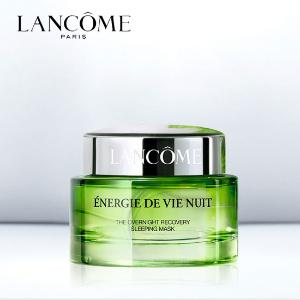 LANCÔME
PARIS
LANCÔME
ÉNERGIE DE VIE NUIT
THE OVERNIGHT RECOVERY
SLEEPING MASK